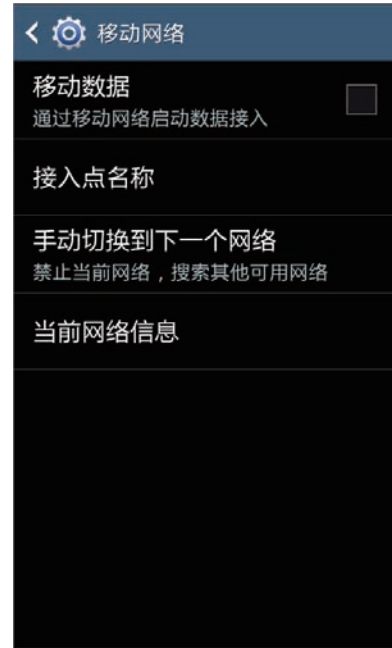 移动网络
移动数据
通过移动网络启动数据接入
接入点名称
手动切换到下一个网络
禁止当前网络，搜索其他可用网络
当前网络信息